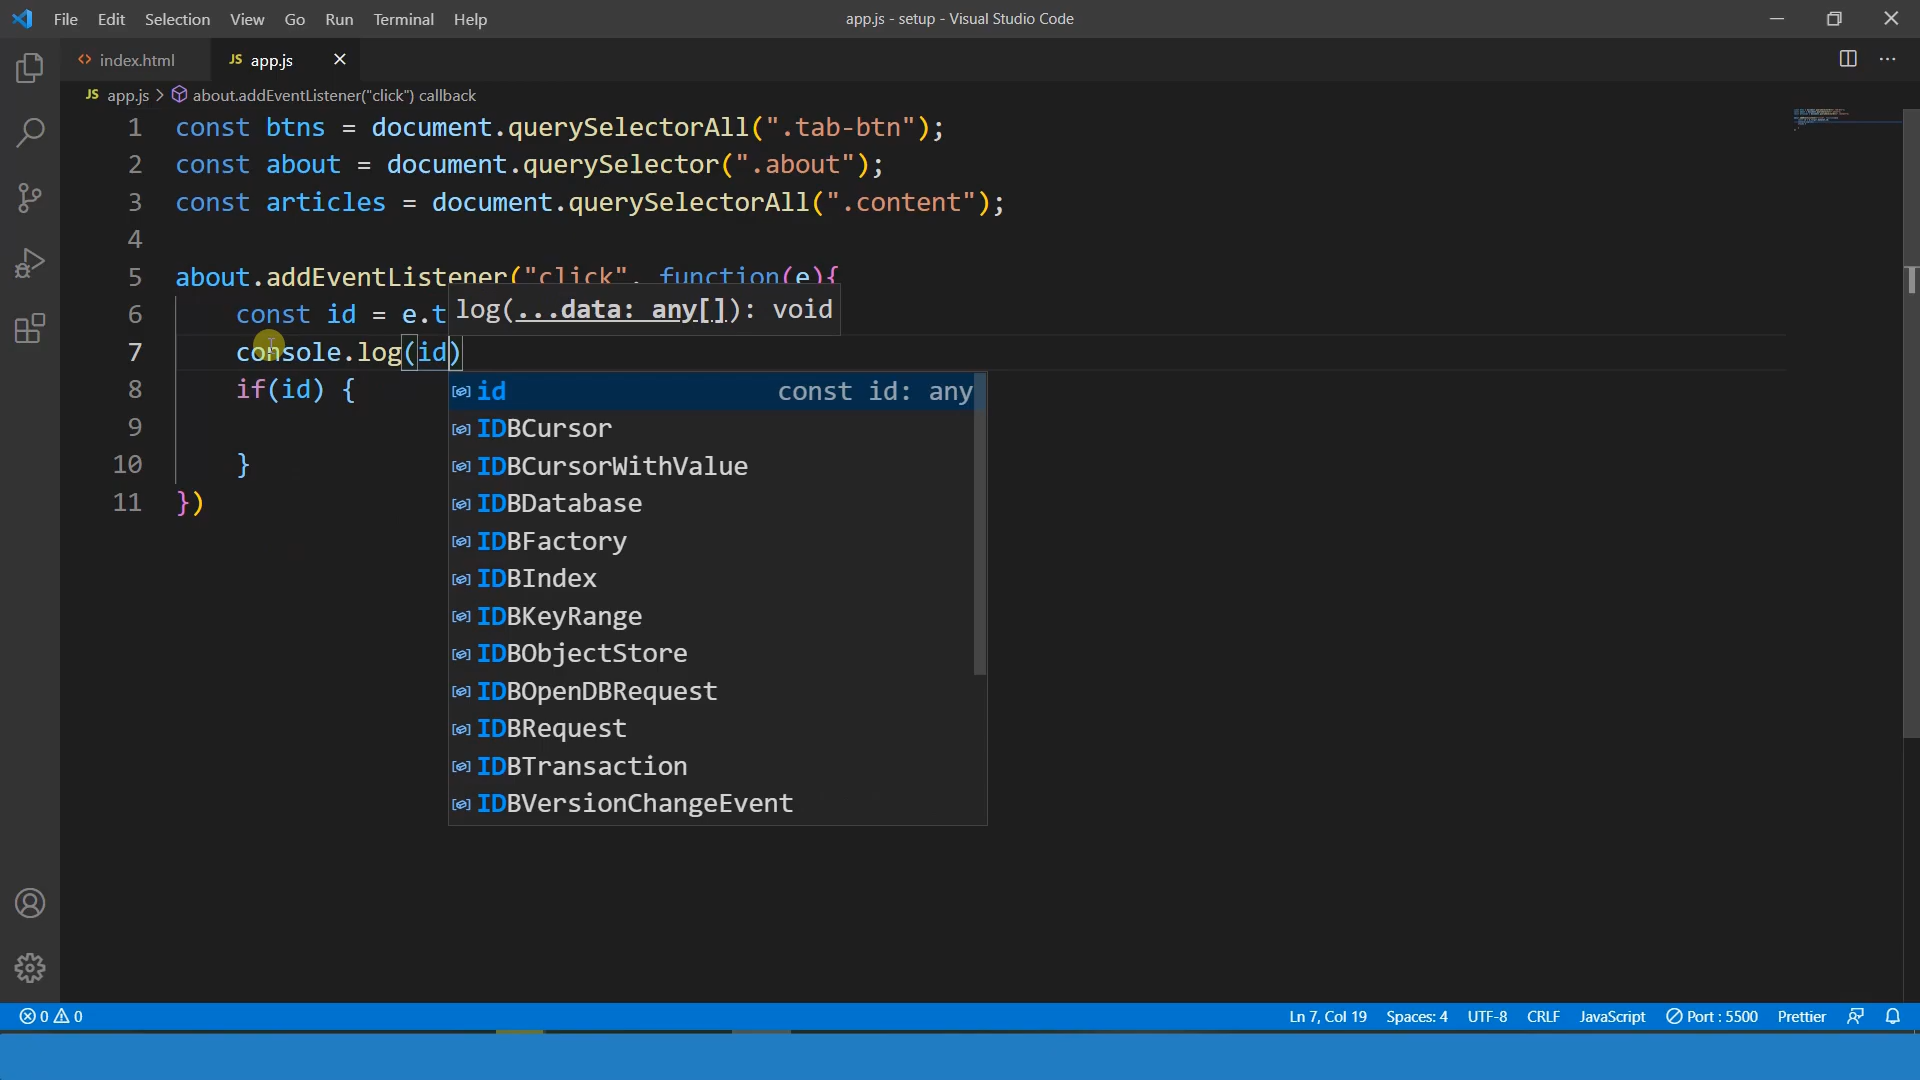 File Edit Selection View Go Run Terminal Help
app.js - setup - Visual Studio Code
index.html
JS app.js
JS app.js > about.addEventListener("click") callback
1 const btns = document.querySelectorAll(".tab-btn");
2 const about = document.querySelector(".about");
3 const articles = document.querySelectorAll(".content");
4
5 about.addEventListener("click", function(e){
6 const id = e.t
log(...data: any[]): void
7 console.log(id)
8 if(id) {
9
10 }
11 })
id const id: any
IDBCursor
IDBCursorWithValue
IDBDatabase
IDBFactory
IDBIndex
IDBKeyRange
IDBObjectStore
IDBOpenDBRequest
IDBRequest
IDBTransaction
IDBVersionChangeEvent
0 0
Ln 7, Col 19 Spaces: 4 UTF-8 CRLF JavaScript Port : 5500 Prettier